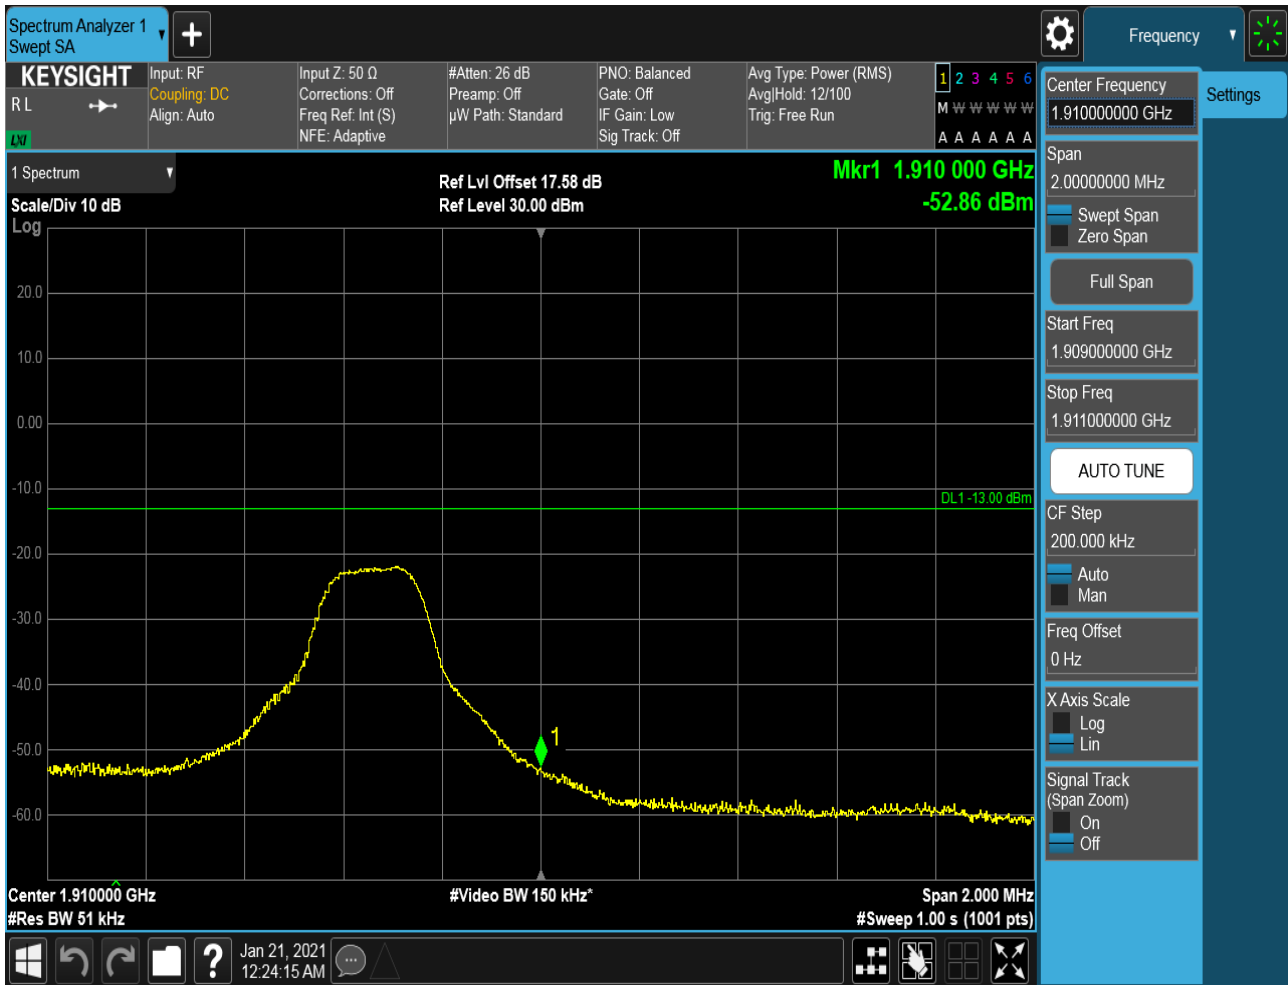 Spectrum Analyzer 1
Swept SA
Frequency
KEYSIGHT
R L
LXI
Input: RF
Coupling: DC
Align: Auto
Input Z: 50 Ω
Corrections: Off
Freq Ref: Int (S)
NFE: Adaptive
#Atten: 26 dB
Preamp: Off
µW Path: Standard
PNO: Balanced
Gate: Off
IF Gain: Low
Sig Track: Off
Avg Type: Power (RMS)
Avg|Hold: 12/100
Trig: Free Run
1 2 3 4 5 6
M W W W W W
A A A A A A
1 Spectrum
Scale/Div 10 dB
Log
Ref Lvl Offset 17.58 dB
Ref Level 30.00 dBm
Mkr1 1.910 000 GHz
-52.86 dBm
20.0
10.0
0.00
-10.0
-20.0
-30.0
-40.0
-50.0
-60.0
DL1 -13.00 dBm
1
Center 1.910000 GHz
#Res BW 51 kHz
#Video BW 150 kHz*
Span 2.000 MHz
#Sweep 1.00 s (1001 pts)
Center Frequency
1.910000000 GHz
Settings
Span
2.00000000 MHz
Swept Span
Zero Span
Full Span
Start Freq
1.909000000 GHz
Stop Freq
1.911000000 GHz
AUTO TUNE
CF Step
200.000 kHz
Auto
Man
Freq Offset
0 Hz
X Axis Scale
Log
Lin
Signal Track
(Span Zoom)
On
Off
?
Jan 21, 2021
12:24:15 AM